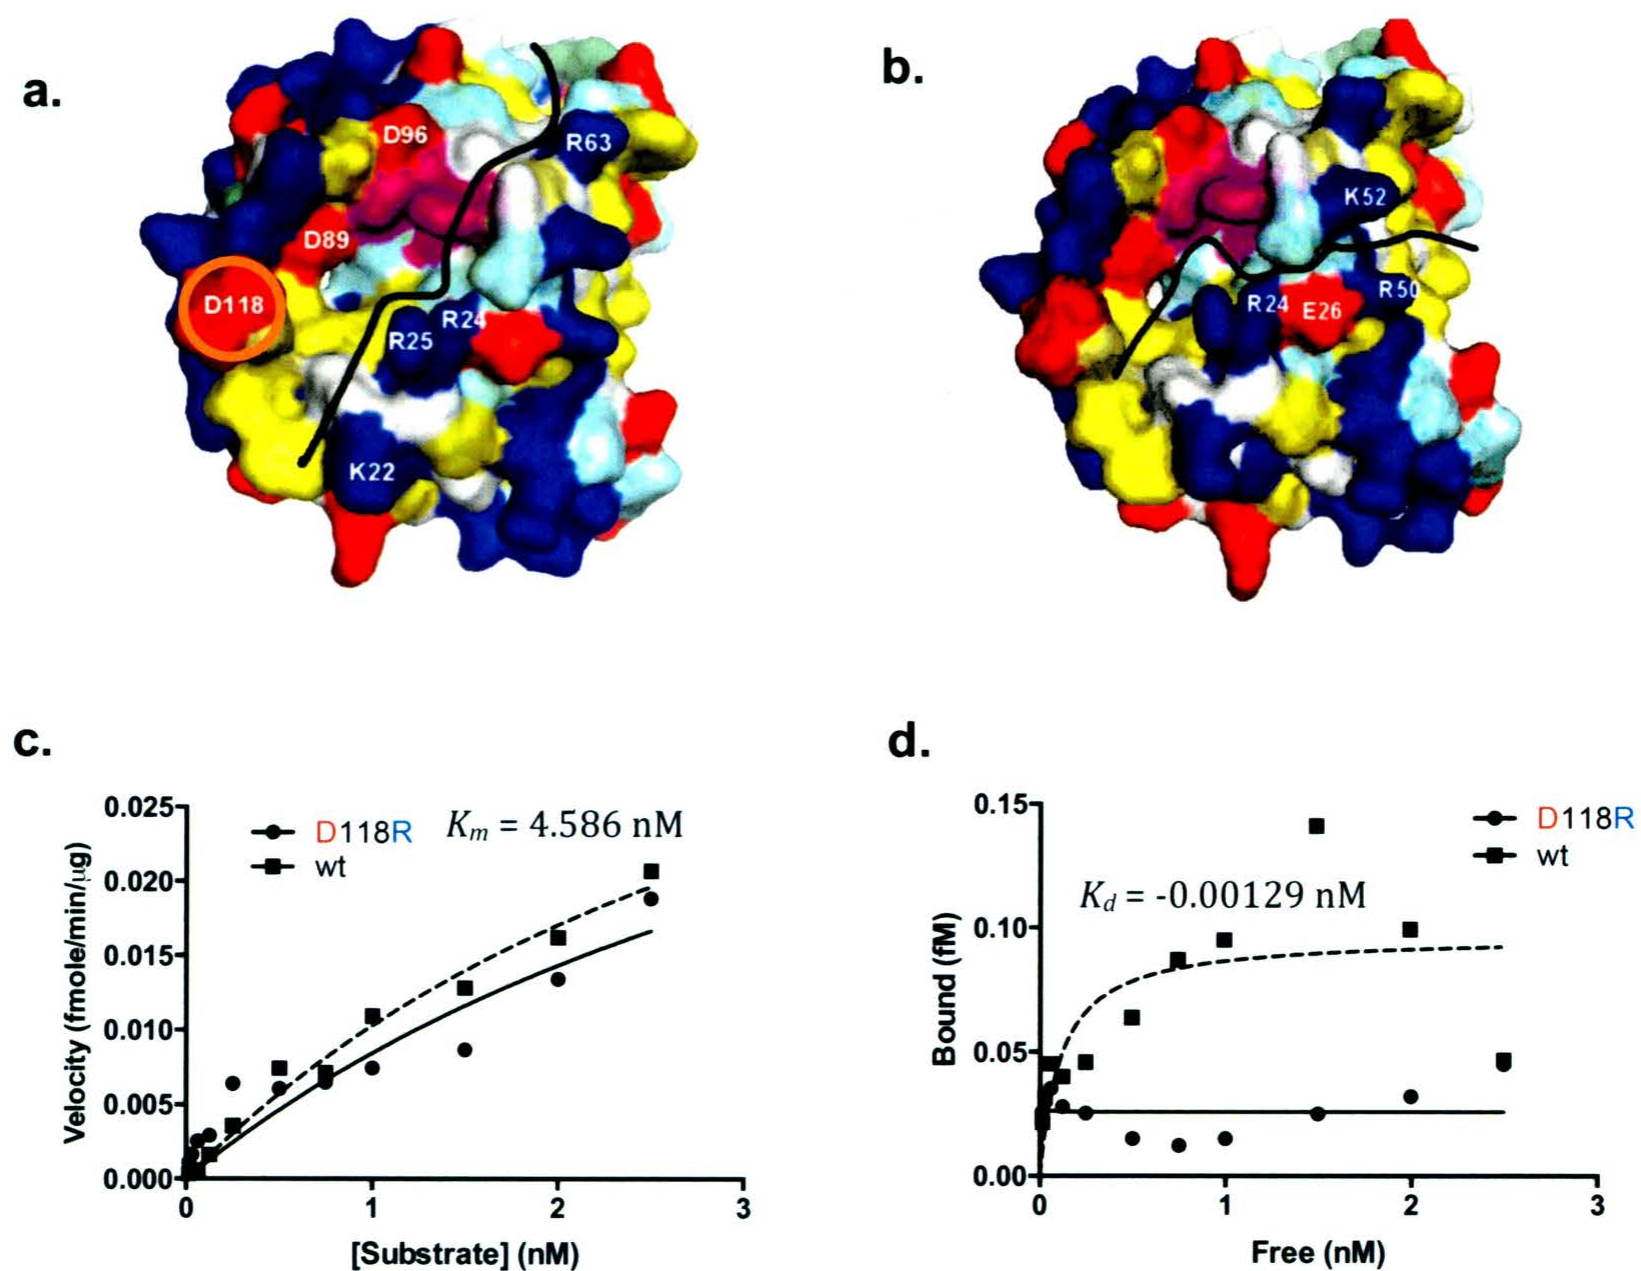 a.
D96
R63
D89
D118
R24
R25
K22
b.
K52
R24
E26
R50
c.
0.025
0.020
0.015
0.010
0.005
0.000
Velocity (fmole/min/μg)
D118R
wt
Km = 4.586 nM
0
1
2
3
[Substrate] (nM)
d.
0.15
0.10
0.05
0.00
Bound (fM)
D118R
wt
Kd = -0.00129 nM
0
1
2
3
Free (nM)